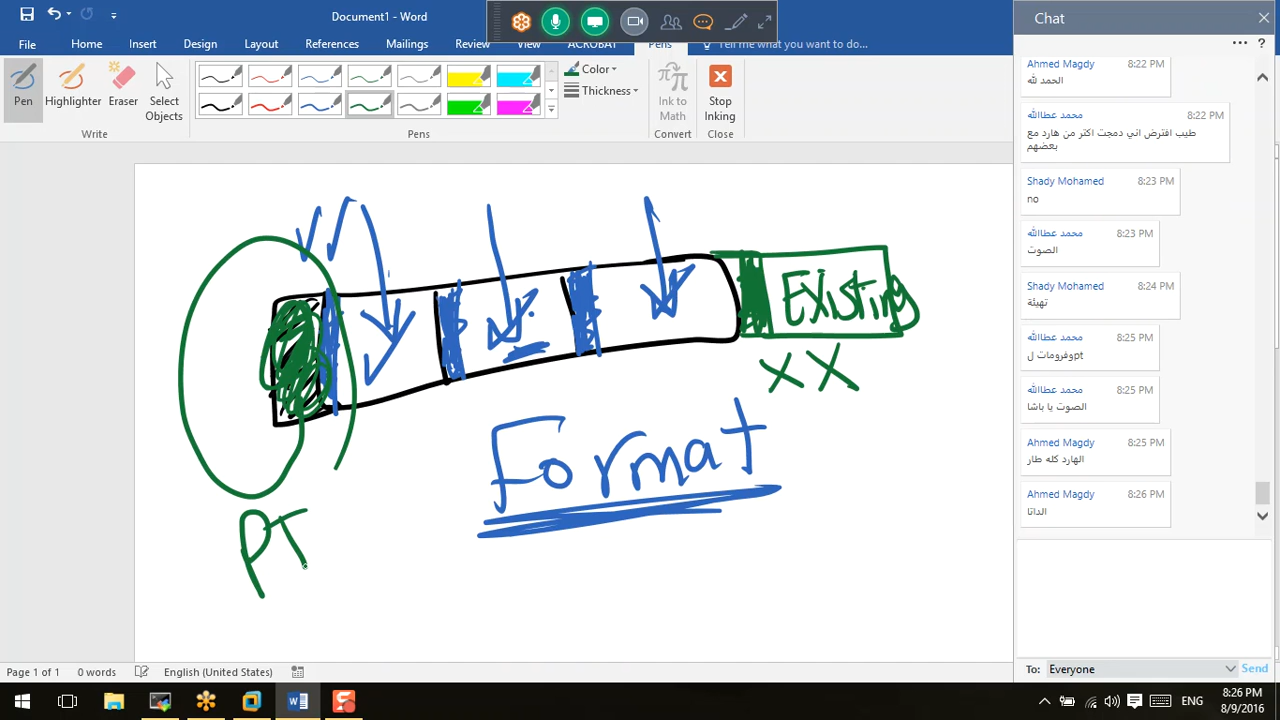 Document1 - Word
Chat
File Home Insert Design Layout References Mailings Review View ACROBAT Pens Tell me what you want to do...
Pen Highlighter Eraser Select Objects
Color
Thickness
Ink to Math
Stop Inking
Write Pens Convert Close
Existing
XX
Format
PT
Ahmed Magdy 8:22 PM
الحمد لله
محمد عطاالله 8:22 PM
طيب افترض اني دمجت اكثر من هارد مع
بعضهم
Shady Mohamed 8:23 PM
no
محمد عطاالله 8:23 PM
الصوت
Shady Mohamed 8:24 PM
تهيئة
محمد عطاالله 8:25 PM
وفرومات لpt
محمد عطاالله 8:25 PM
الصوت يا باشا
Ahmed Magdy 8:25 PM
الهارد كله طار
Ahmed Magdy 8:26 PM
الداتا
To: Everyone Send
Page 1 of 1 0 words English (United States)
ENG 8:26 PM
8/9/2016